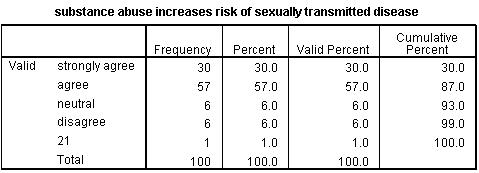 substance abuse increases risk of sexually transmitted disease
Frequency Percent Valid Percent Cumulative Percent
Valid strongly agree 30 30.0 30.0 30.0
agree 57 57.0 57.0 87.0
neutral 6 6.0 6.0 93.0
disagree 6 6.0 6.0 99.0
21 1 1.0 1.0 100.0
Total 100 100.0 100.0